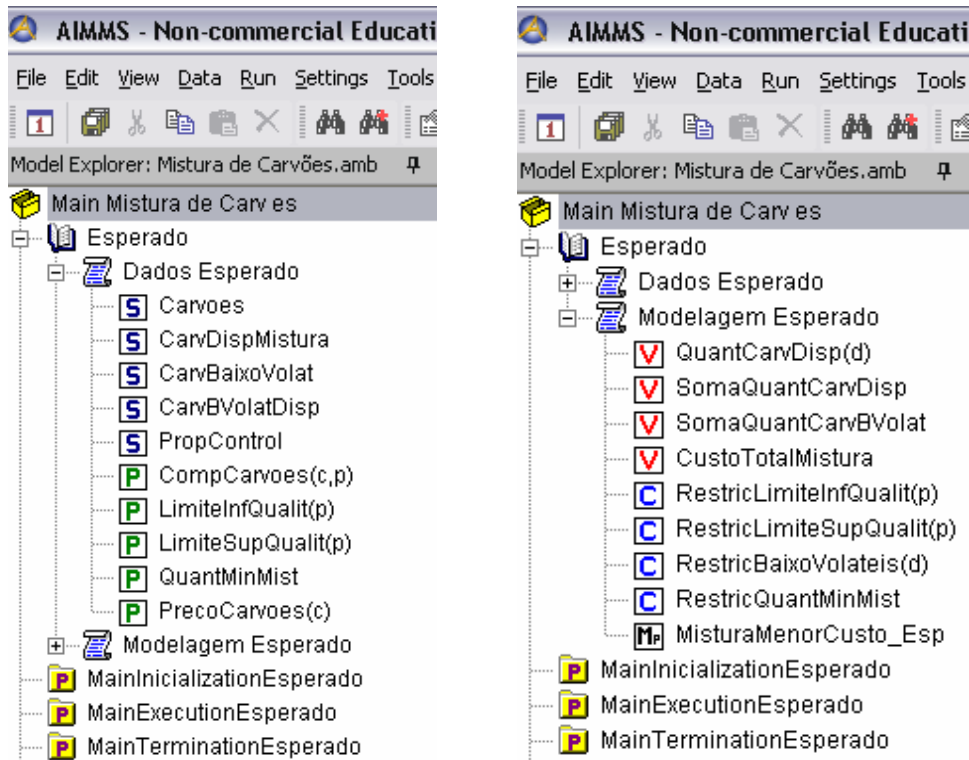 AIMMS - Non-commercial Educati
File Edit View Data Run Settings Tools
1
Model Explorer: Mistura de Carvões.amb
Main Mistura de Carv es
Esperado
Dados Esperado
S Carvoes
S CarvDispMistura
S CarvBaixoVolat
S CarvBVolatDisp
S PropControl
P CompCarvoes(c,p)
P LimiteInfQualit(p)
P LimiteSupQualit(p)
P QuantMinMist
P PrecoCarvoes(c)
Modelagem Esperado
P MainInicializationEsperado
P MainExecutionEsperado
P MainTerminationEsperado
AIMMS - Non-commercial Educati
File Edit View Data Run Settings Tools
1
Model Explorer: Mistura de Carvões.amb
Main Mistura de Carv es
Esperado
Dados Esperado
Modelagem Esperado
V QuantCarvDisp(d)
V SomaQuantCarvDisp
V SomaQuantCarvBVolat
V CustoTotalMistura
C RestricLimiteInfQualit(p)
C RestricLimiteSupQualit(p)
C RestricBaixoVolateis(d)
C RestricQuantMinMist
MP MisturaMenorCusto_Esp
P MainInicializationEsperado
P MainExecutionEsperado
P MainTerminationEsperado